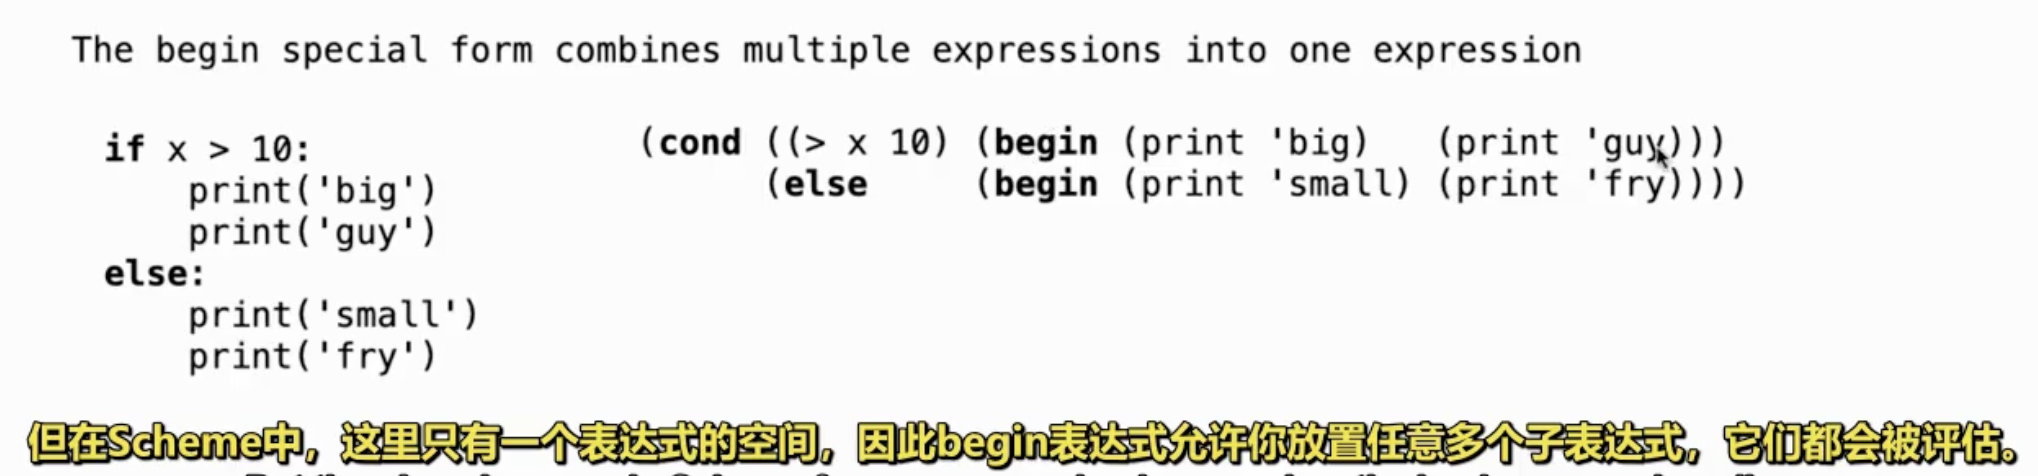 The begin special form combines multiple expressions into one expression
if x > 10:
    print('big')
    print('guy')
else:
    print('small')
    print('fry')
(cond ((> x 10) (begin (print 'big)   (print 'guy)))
      (else     (begin (print 'small) (print 'fry))))
但在Scheme中，这里只有一个表达式的空间，因此begin表达式允许你放置任意多个子表达式，它们都会被评估。